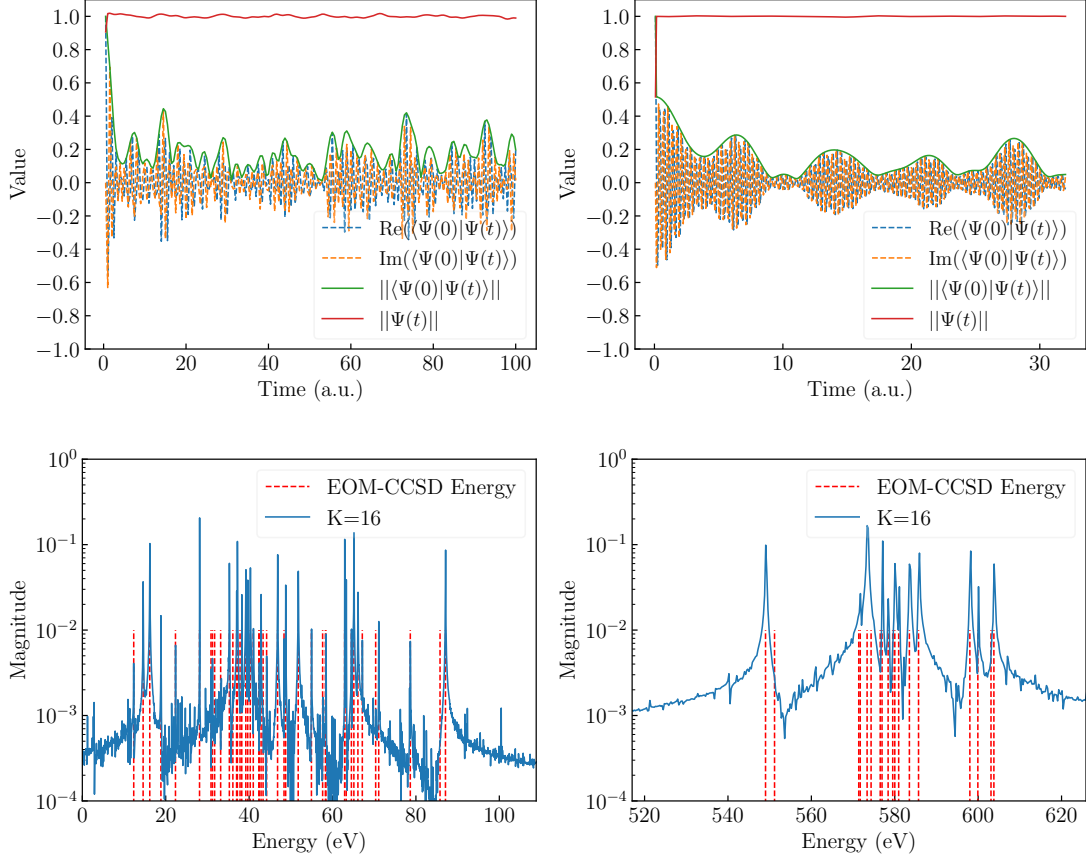 1.0
0.8
0.6
0.4
0.2
0.0
−0.2
−0.4
−0.6
−0.8
−1.0
Value
0 20 40 60 80 100
Time (a.u.)
Re(⟨Ψ(0)|Ψ(t)⟩)
Im(⟨Ψ(0)|Ψ(t)⟩)
||⟨Ψ(0)|Ψ(t)⟩||
||Ψ(t)||
1.0
0.8
0.6
0.4
0.2
0.0
−0.2
−0.4
−0.6
−0.8
−1.0
Value
0 10 20 30
Time (a.u.)
Re(⟨Ψ(0)|Ψ(t)⟩)
Im(⟨Ψ(0)|Ψ(t)⟩)
||⟨Ψ(0)|Ψ(t)⟩||
||Ψ(t)||
10⁰
10⁻¹
10⁻²
10⁻³
10⁻⁴
Magnitude
0 20 40 60 80 100
Energy (eV)
EOM-CCSD Energy
K=16
10⁰
10⁻¹
10⁻²
10⁻³
10⁻⁴
Magnitude
520 540 560 580 600 620
Energy (eV)
EOM-CCSD Energy
K=16